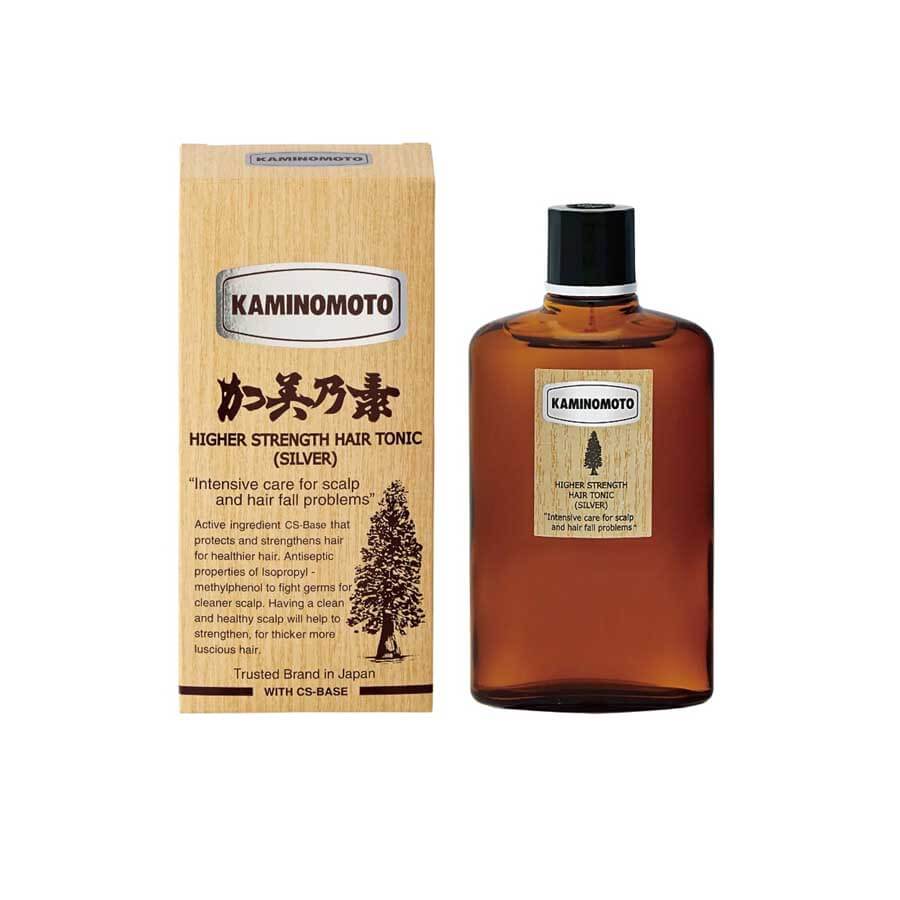 KAMINOMOTO
KAMINOMOTO
加美乃素
HIGHER STRENGTH HAIR TONIC
(SILVER)
"Intensive care for scalp
and hair fall problems"
Active ingredient CS-Base that
protects and strengthens hair
for healthier hair. Antiseptic
properties of Isopropyl -
methylphenol to fight germs for
cleaner scalp. Having a clean
and healthy scalp will help to
strengthen, for thicker more
luscious hair.
Trusted Brand in Japan
WITH CS-BASE
KAMINOMOTO
HIGHER STRENGTH
HAIR TONIC
(SILVER)
"Intensive care for scalp
and hair fall problems"